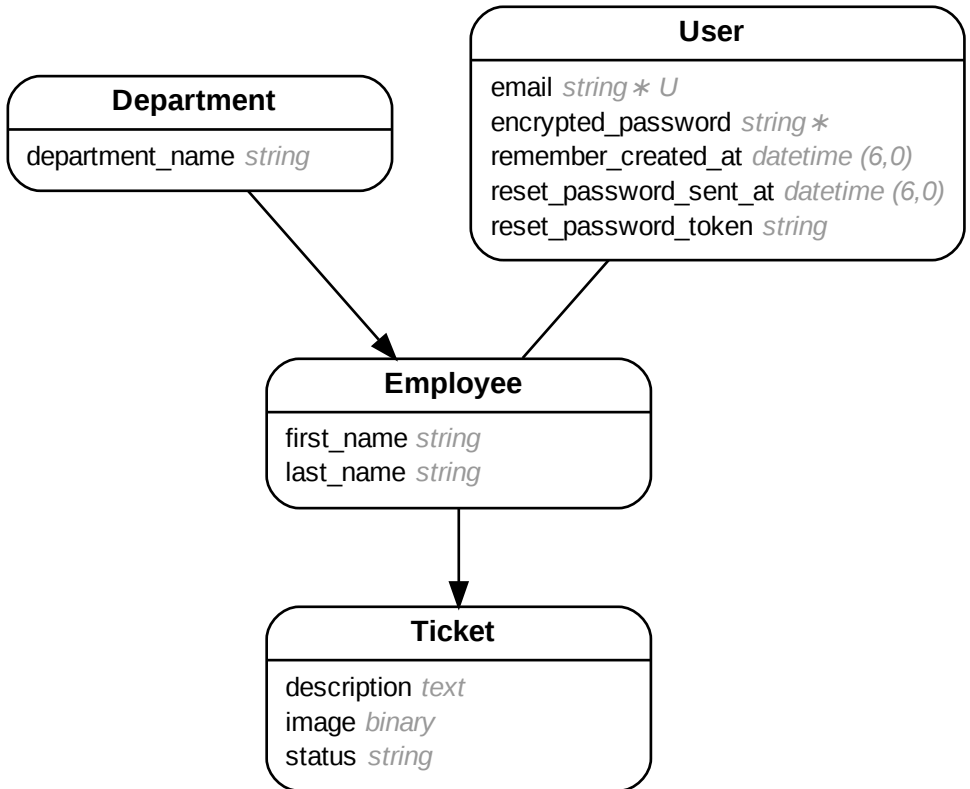 User
email string∗ U
encrypted_password string∗
remember_created_at datetime (6,0)
reset_password_sent_at datetime (6,0)
reset_password_token string
Department
department_name string
Employee
first_name string
last_name string
Ticket
description text
image binary
status string